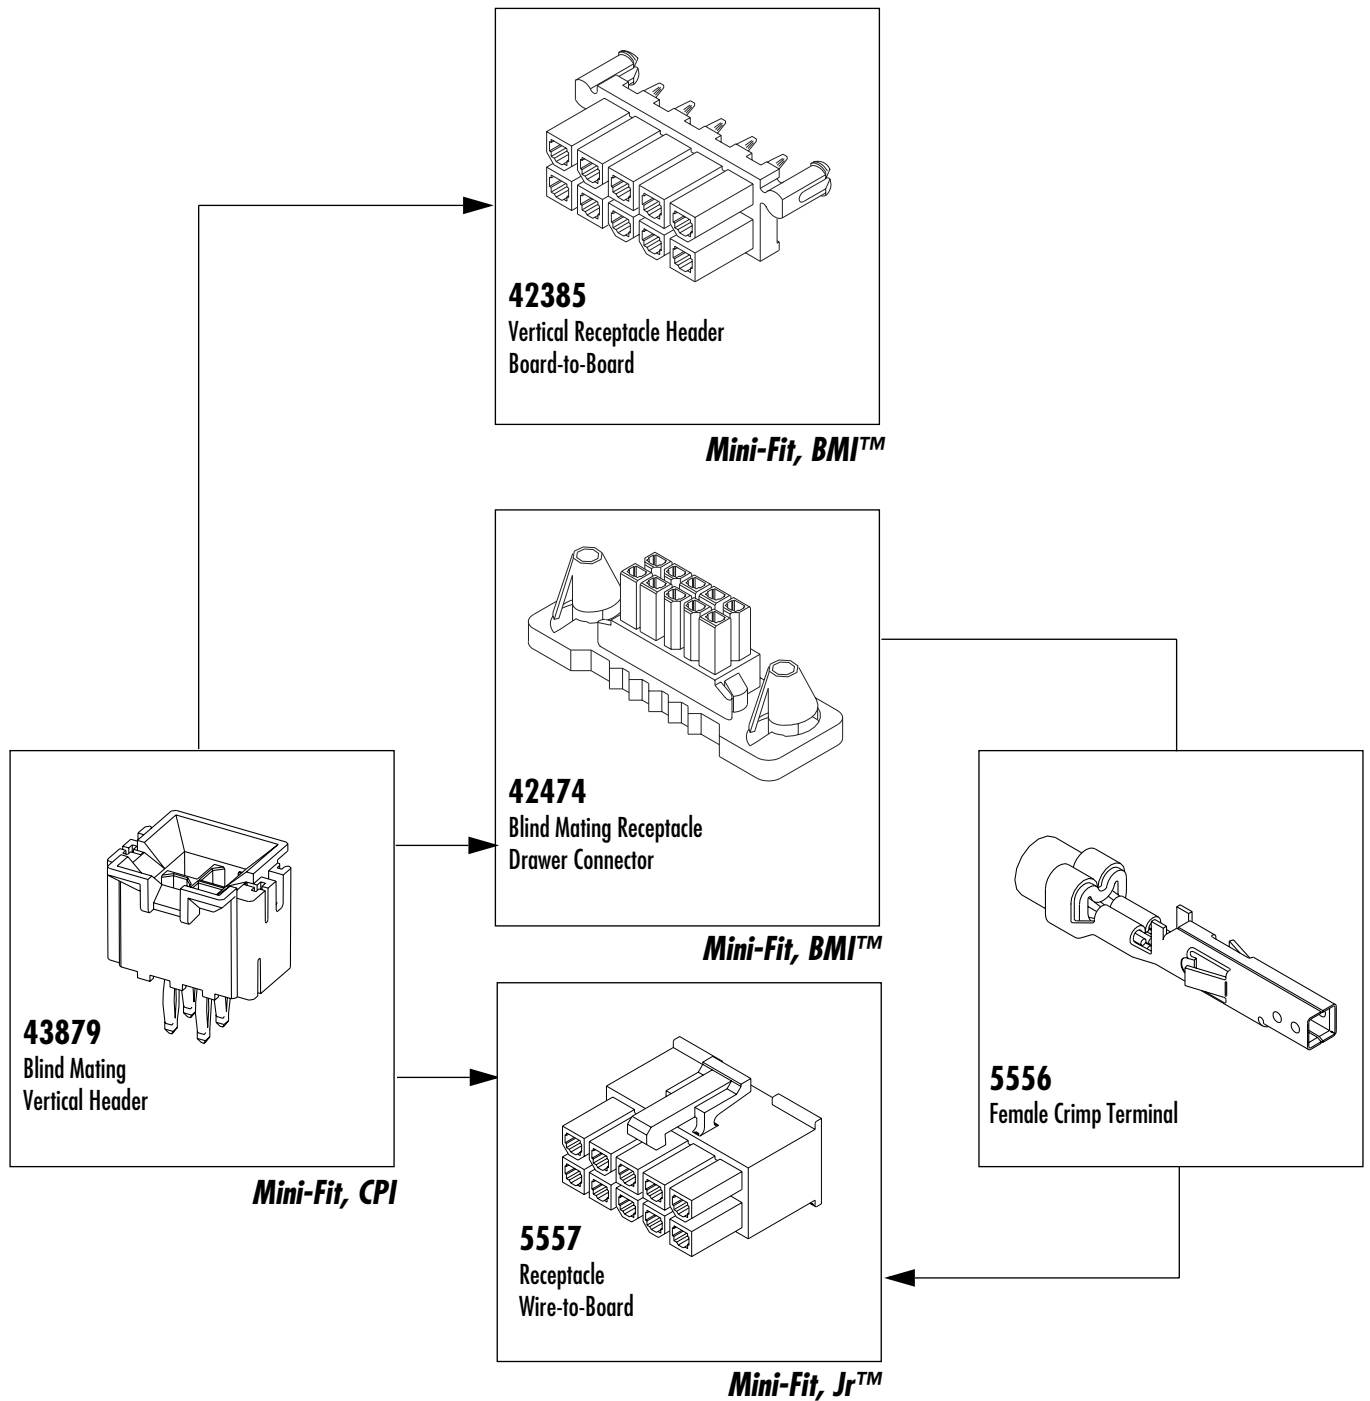 42385
Vertical Receptacle Header
Board-to-Board
Mini-Fit, BMI™
42474
Blind Mating Receptacle
Drawer Connector
Mini-Fit, BMI™
43879
Blind Mating
Vertical Header
Mini-Fit, CPI
5556
Female Crimp Terminal
5557
Receptacle
Wire-to-Board
Mini-Fit, Jr™